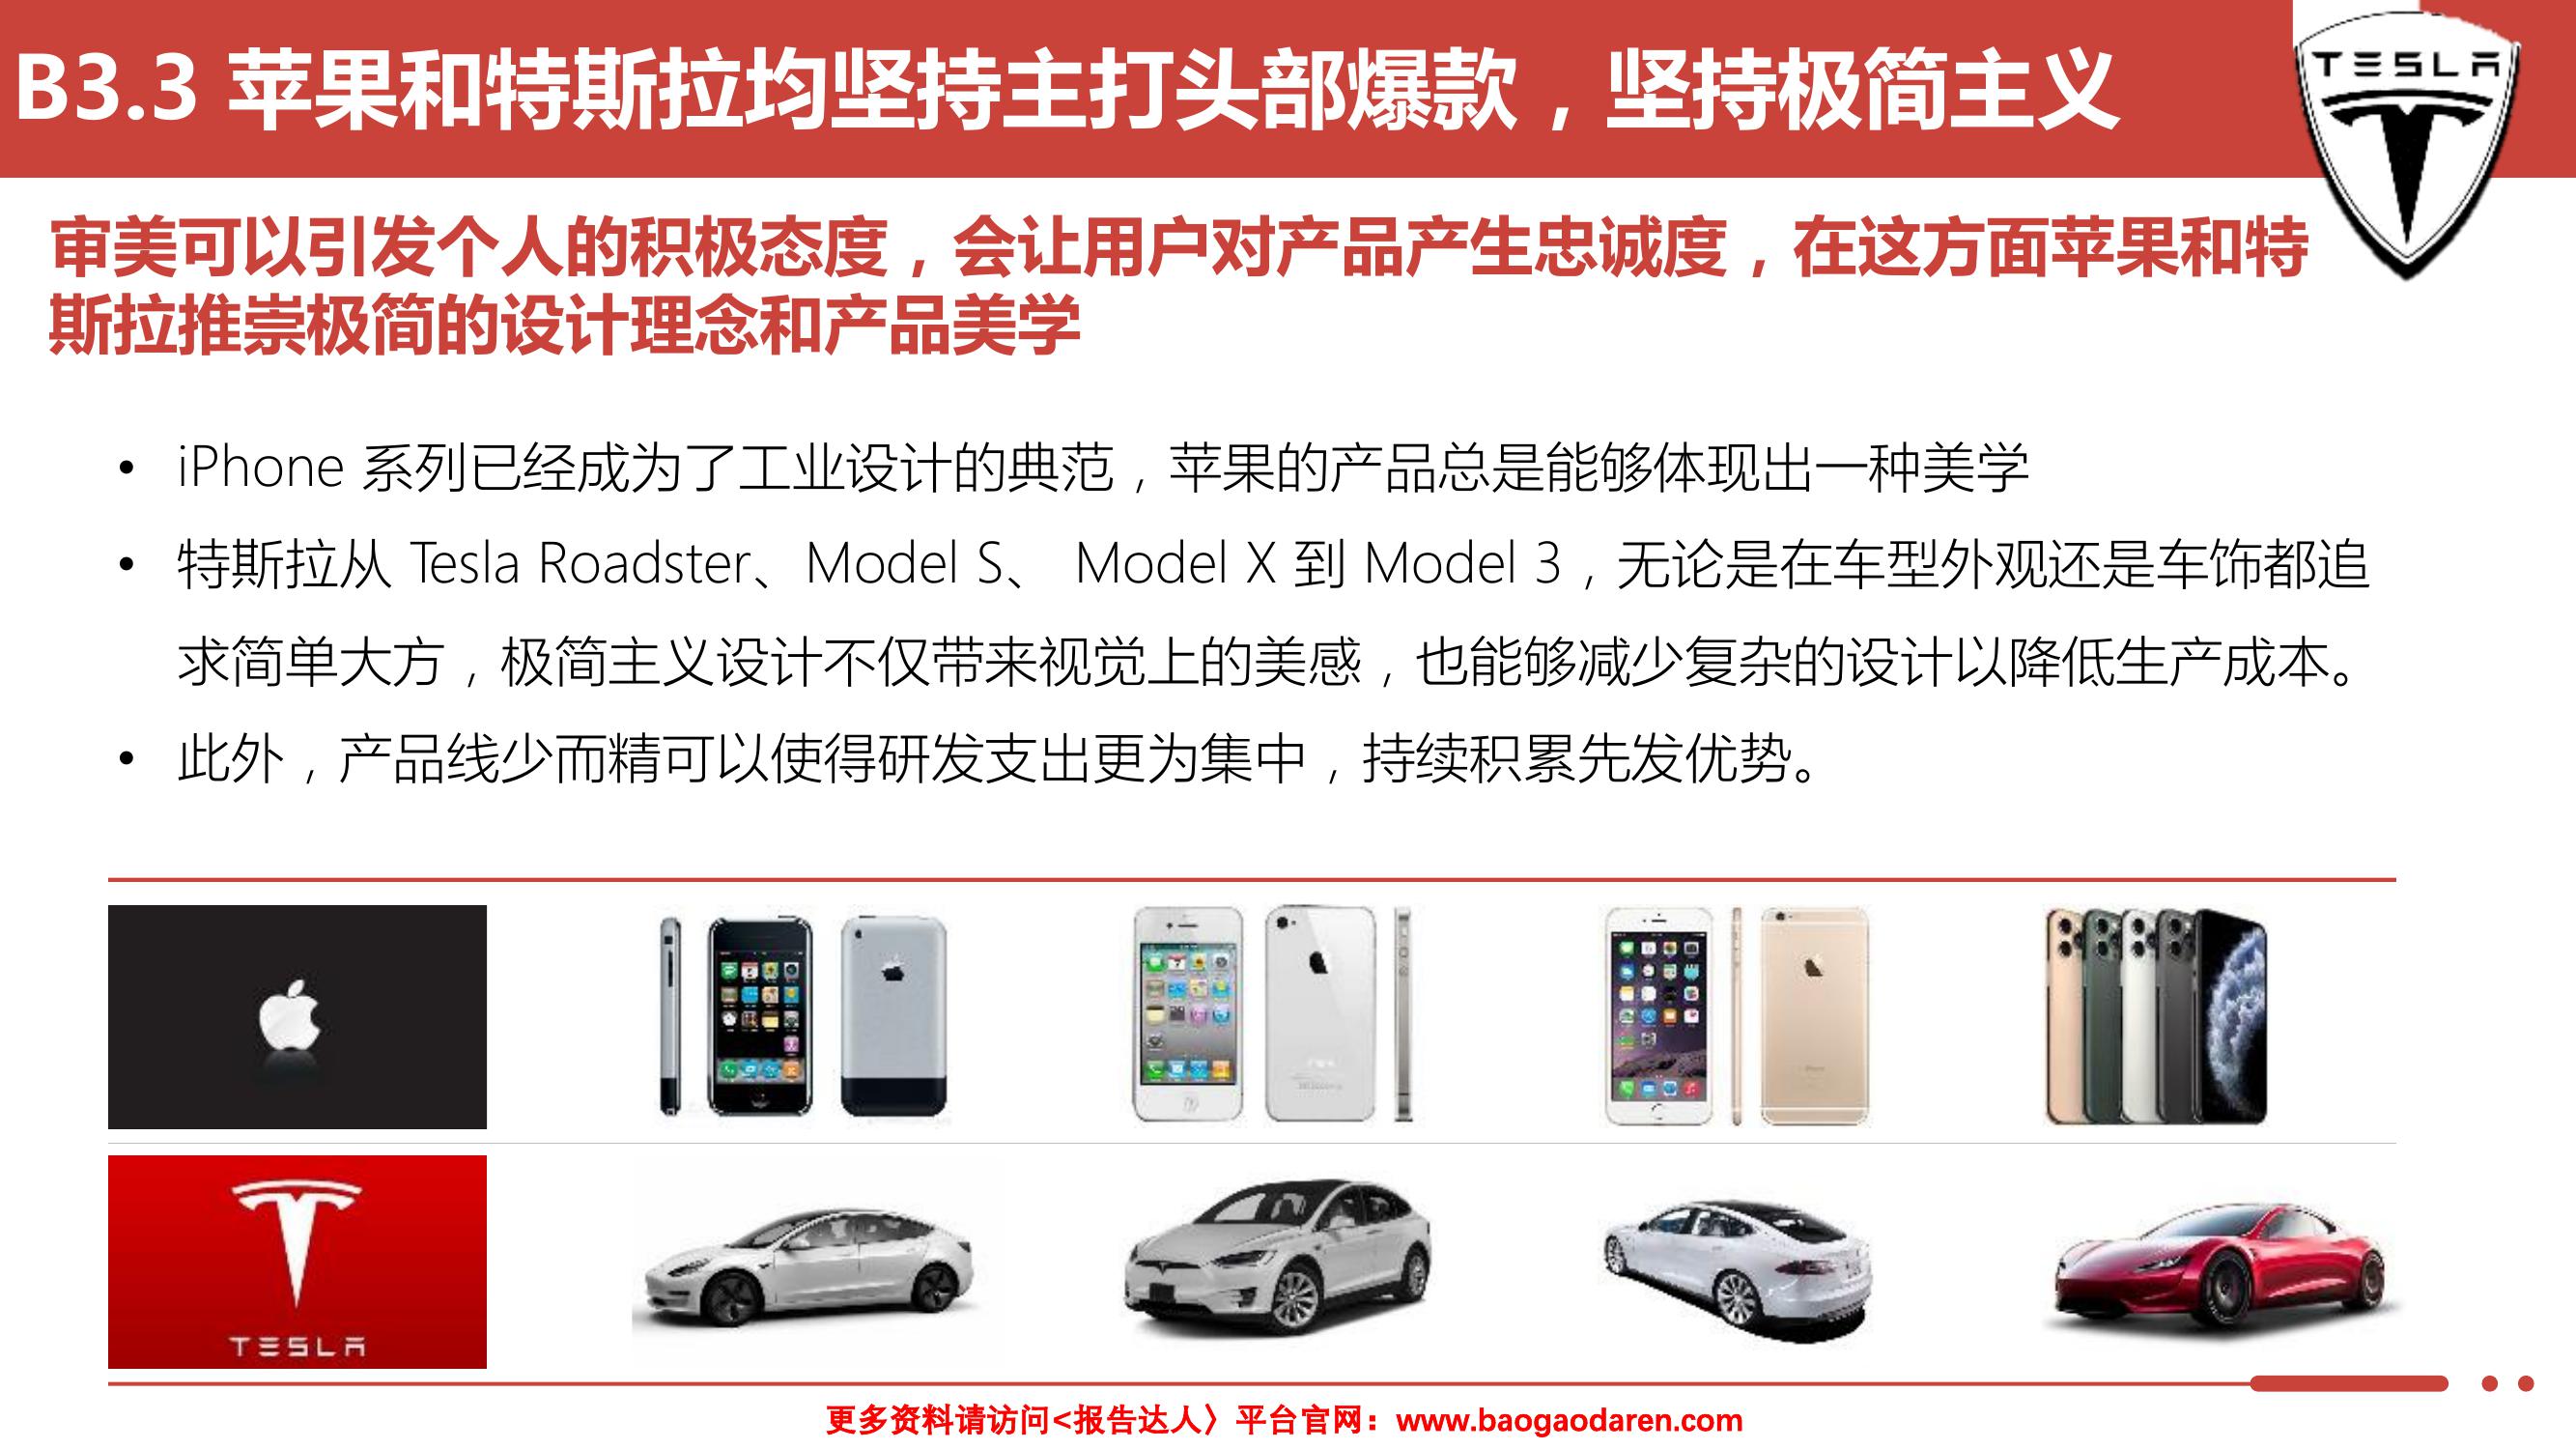 B3.3 苹果和特斯拉均坚持主打头部爆款，坚持极简主义
TESLA
审美可以引发个人的积极态度，会让用户对产品产生忠诚度，在这方面苹果和特
斯拉推崇极简的设计理念和产品美学
• iPhone 系列已经成为了工业设计的典范，苹果的产品总是能够体现出一种美学
• 特斯拉从 Tesla Roadster、Model S、 Model X 到 Model 3，无论是在车型外观还是车饰都追
求简单大方，极简主义设计不仅带来视觉上的美感，也能够减少复杂的设计以降低生产成本。
• 此外，产品线少而精可以使得研发支出更为集中，持续积累先发优势。
TESLA
更多资料请访问<报告达人〉平台官网：www.baogaodaren.com